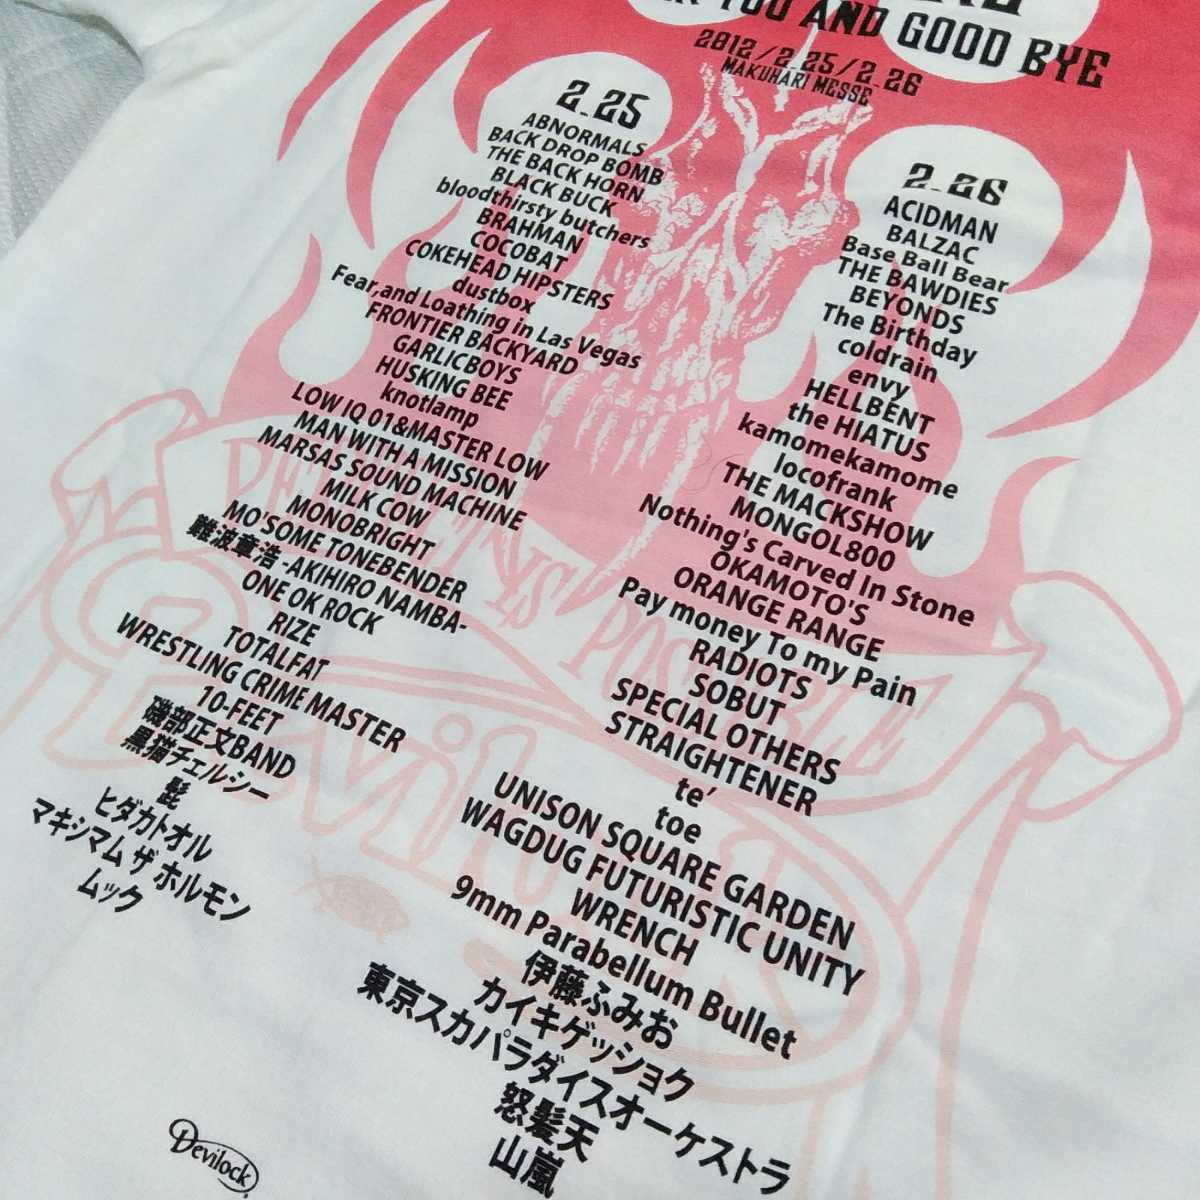 YOU AND GOOD BYE
2012/2.25/2.26
MAKUHARI MESSE
2.25
ABNORMALS
BACK DROP BOMB
THE BACK HORN
BLACK BUCK
bloodthirsty butchers
BRAHMAN
COCOBAT
COKEHEAD HIPSTERS
dustbox
Fear,and Loathing in Las Vegas
FRONTIER BACKYARD
GARLICBOYS
HUSKING BEE
knotlamp
LOW IQ 01&MASTER LOW
MAN WITH A MISSION
MARSAS SOUND MACHINE
MILK COW
MONOBRIGHT
MO'SOME TONEBENDER
難波章浩 -AKIHIRO NAMBA-
ONE OK ROCK
RIZE
TOTALFAT
WRESTLING CRIME MASTER
10-FEET
磯部正文BAND
黒猫チェルシー
髭
ヒダカトオル
マキシマム ザ ホルモン
ムック
2.26
ACIDMAN
BALZAC
Base Ball Bear
THE BAWDIES
BEYONDS
The Birthday
coldrain
envy
HELLBENT
the HIATUS
kamomekamome
locofrank
THE MACKSHOW
MONGOL800
Nothing's Carved In Stone
OKAMOTO'S
ORANGE RANGE
Pay money To my Pain
RADIOTS
SOBUT
SPECIAL OTHERS
STRAIGHTENER
te'
toe
UNISON SQUARE GARDEN
WAGDUG FUTURISTIC UNITY
WRENCH
9mm Parabellum Bullet
伊藤ふみお
カイキゲッショク
東京スカパラダイスオーケストラ
怒髪天
山嵐
POSSIBLE
Devilock
Devilock